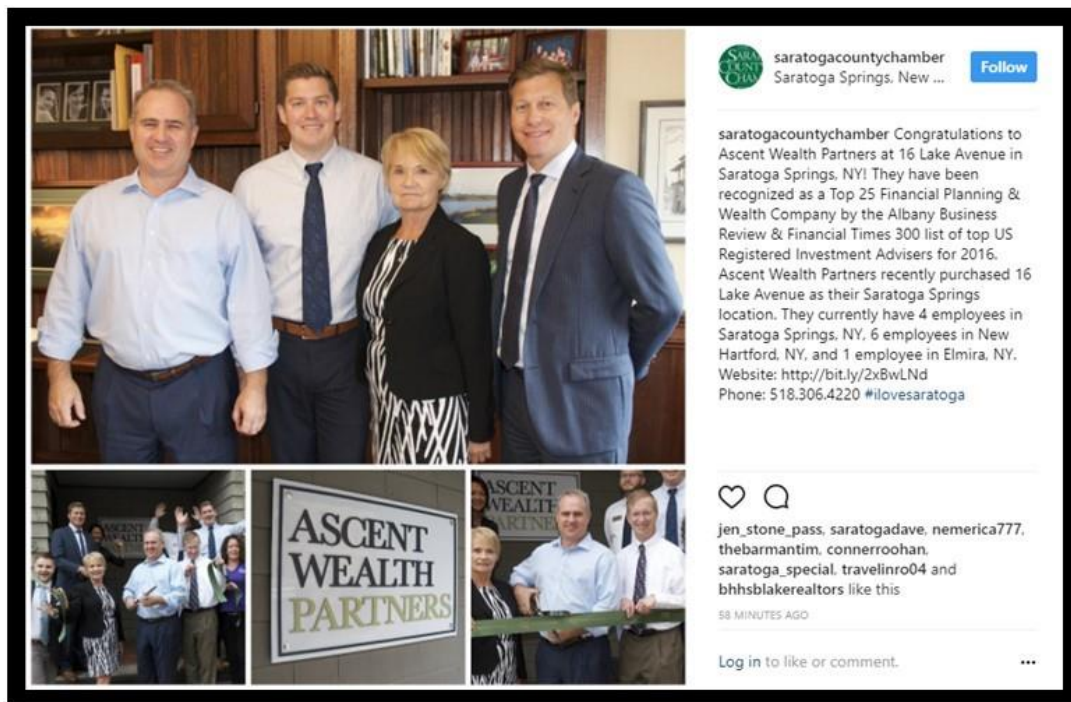 ASCENT
WEALTH
PARTNERS
ASCENT
WEALTH
PARTNERS
SARA
COUNT
CHAM
saratogacountychamber
Saratoga Springs, New ...
Follow
saratogacountychamber Congratulations to
Ascent Wealth Partners at 16 Lake Avenue in
Saratoga Springs, NY! They have been
recognized as a Top 25 Financial Planning &
Wealth Company by the Albany Business
Review & Financial Times 300 list of top US
Registered Investment Advisers for 2016.
Ascent Wealth Partners recently purchased 16
Lake Avenue as their Saratoga Springs
location. They currently have 4 employees in
Saratoga Springs, NY, 6 employees in New
Hartford, NY, and 1 employee in Elmira, NY.
Website: http://bit.ly/2xBwLNd
Phone: 518.306.4220 #ilovesaratoga
jen_stone_pass, saratogadave, nemerica777,
thebarmantim, connerroohan,
saratoga_special, travelinro04 and
bhhsblakerealtors like this
58 MINUTES AGO
Log in to like or comment.
...